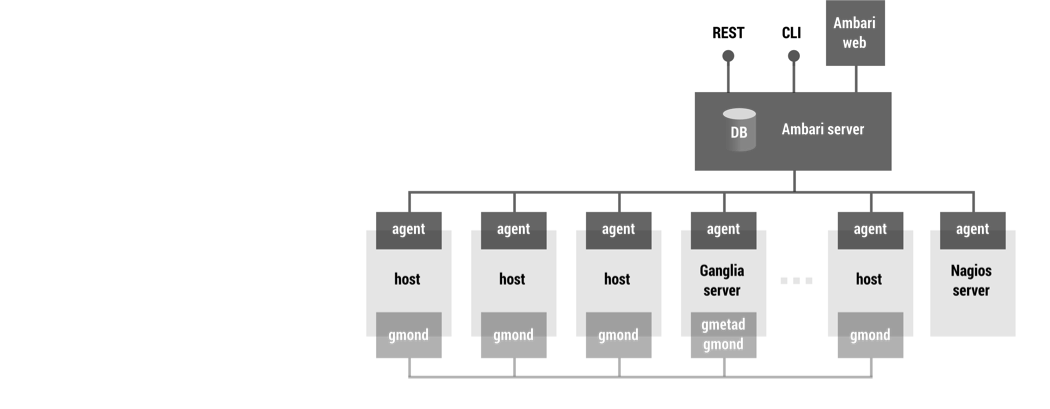 REST
CLI
Ambari
web
DB
Ambari server
agent
agent
agent
agent
agent
agent
host
host
host
Ganglia
server
host
Nagios
server
gmond
gmond
gmond
gmetad
gmond
gmond